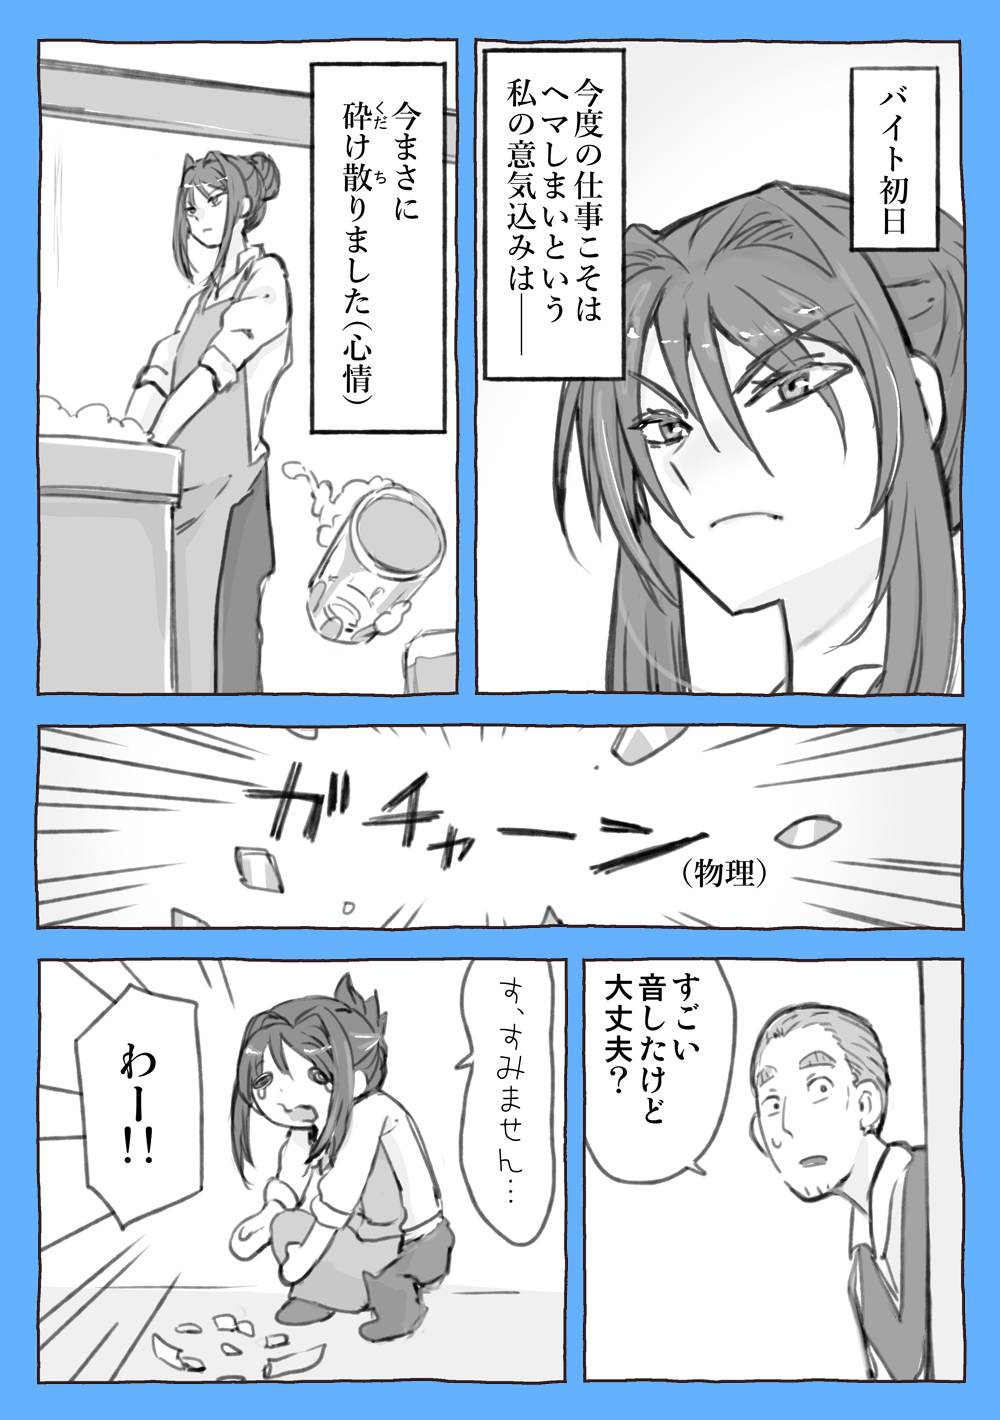 バイト初日
今度の仕事こそは
ヘマしまいという
私の意気込みは――
今まさに
砕け散りました(心情)
くだ
ち
ガチャーン
(物理)
すごい
音したけど
大丈夫?
す、すみません…
わー!!